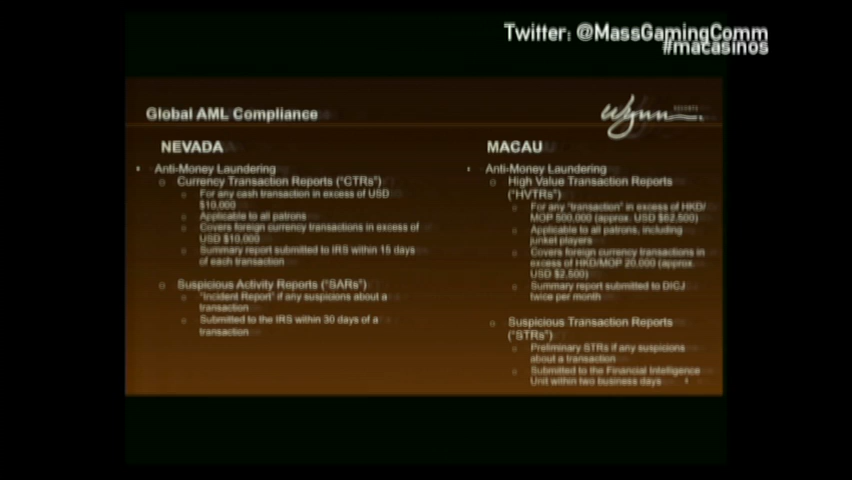 Twitter: @MassGamingComm
#macasinos
Global AML Compliance
Wynn
RESORTS
NEVADA
• Anti-Money Laundering
o Currency Transaction Reports ("CTRs")
o For any cash transaction in excess of USD
$10,000
o Applicable to all patrons
o Covers foreign currency transactions in excess of
USD $10,000
o Summary report submitted to IRS within 15 days
of each transaction
o Suspicious Activity Reports ("SARs")
o "Incident Report" if any suspicions about a
transaction
o Submitted to the IRS within 30 days of a
transaction
MACAU
• Anti-Money Laundering
o High Value Transaction Reports
("HVTRs")
o For any "transaction" in excess of HKD/
MOP 500,000 (approx. USD $62,500)
o Applicable to all patrons, including
junket players
o Covers foreign currency transactions in
excess of HKD/MOP 20,000 (approx.
USD $2,500)
o Summary report submitted to DICJ
twice per month
o Suspicious Transaction Reports
("STRs")
o Preliminary STRs if any suspicions
about a transaction
o Submitted to the Financial Intelligence
Unit within two business days